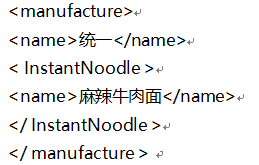 <manufacture>
<name>统一</name>
< InstantNoodle >
<name>麻辣牛肉面</name>
</ InstantNoodle >
</ manufacture >